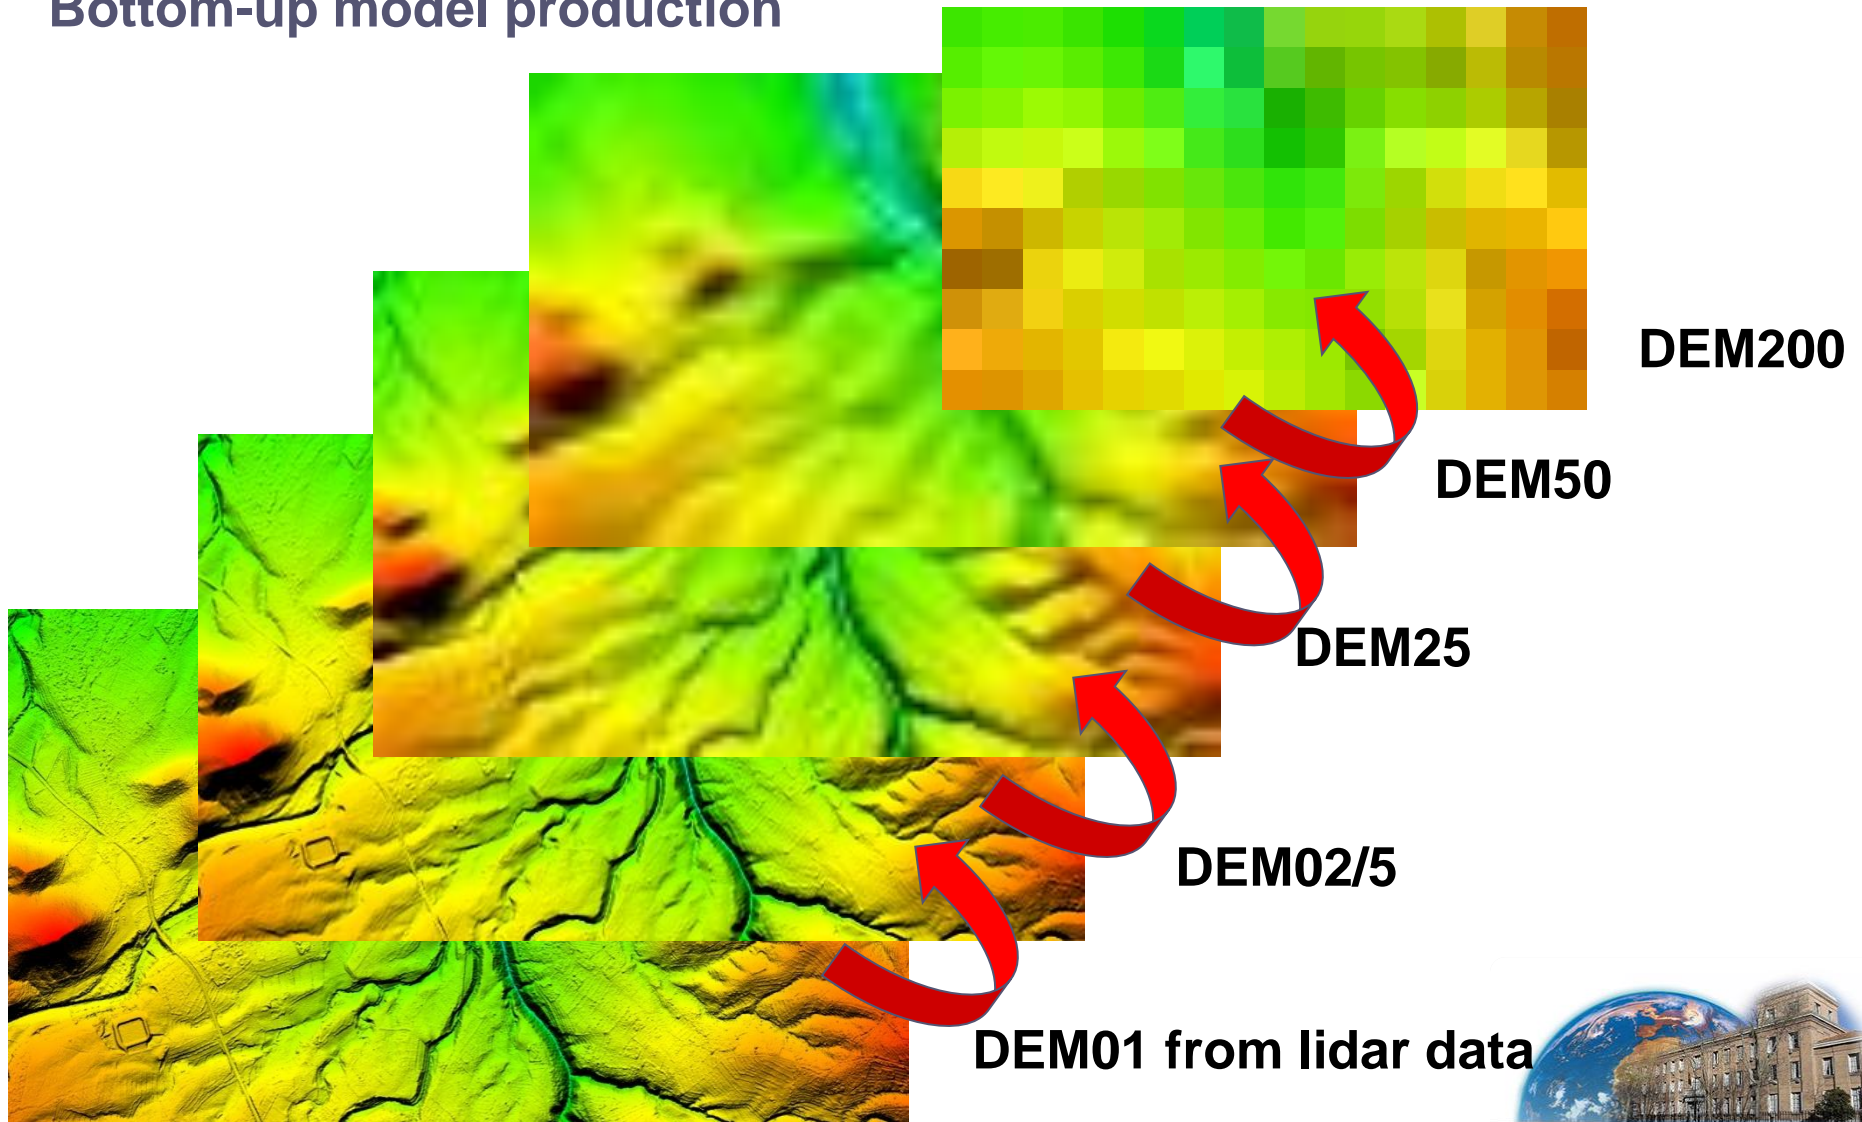 Bottom-up model production
DEM200
DEM50
DEM25
DEM02/5
DEM01 from lidar data